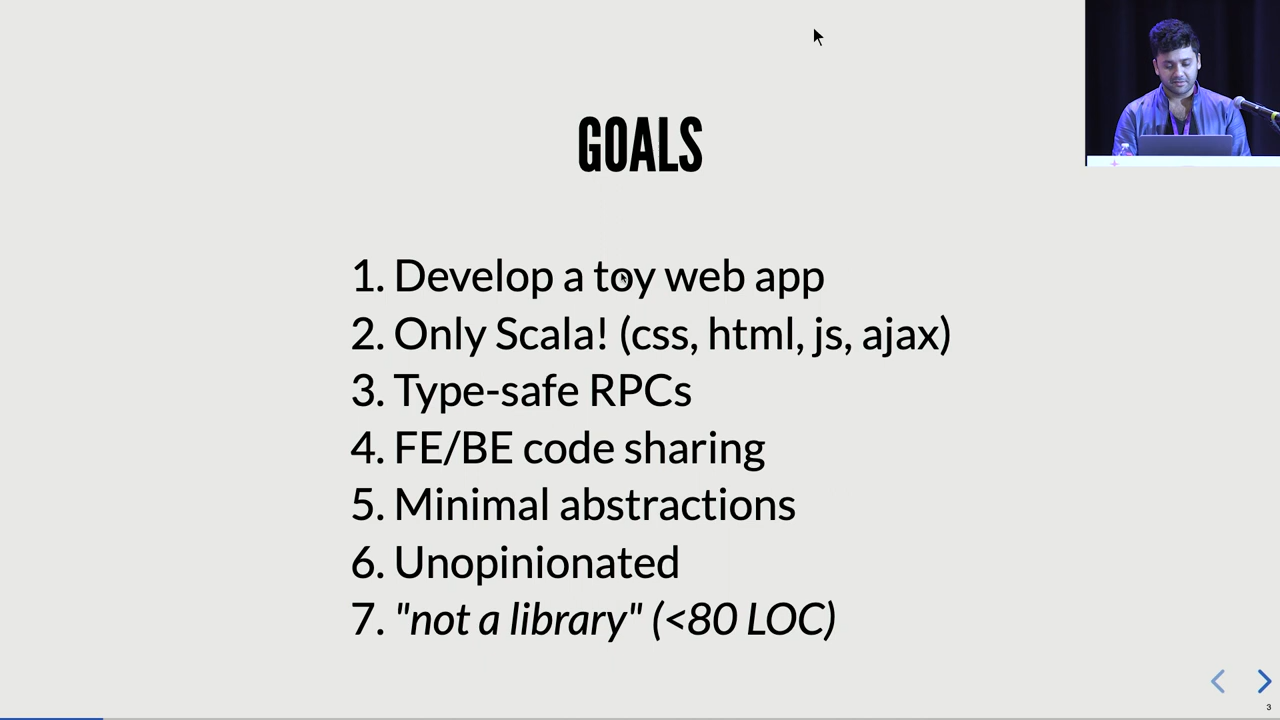 GOALS
1. Develop a toy web app
2. Only Scala! (css, html, js, ajax)
3. Type-safe RPCs
4. FE/BE code sharing
5. Minimal abstractions
6. Unopinionated
7. "not a library" (<80 LOC)
3